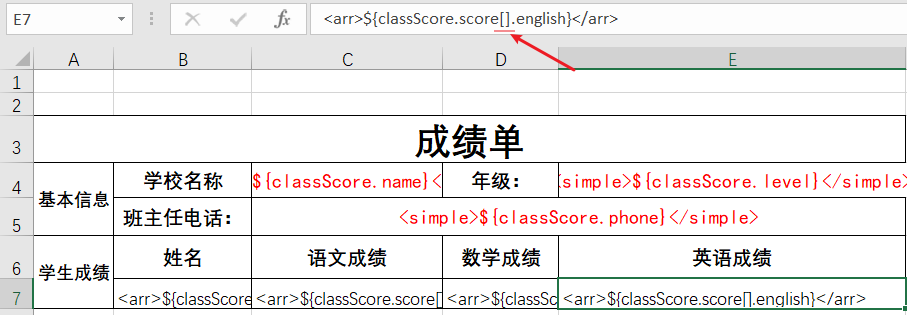 E7 fx <arr>${classScore.score[].english}</arr>
A B C D E
1
2
3 成绩单
4 基本信息 学校名称 ${classScore.name}< 年级: <simple>${classScore.level}</simple>
5 班主任电话: <simple>${classScore.phone}</simple>
6 学生成绩 姓名 语文成绩 数学成绩 英语成绩
7 <arr>${classScore <arr>${classScore.score[] <arr>${classSc <arr>${classScore.score[].english}</arr>